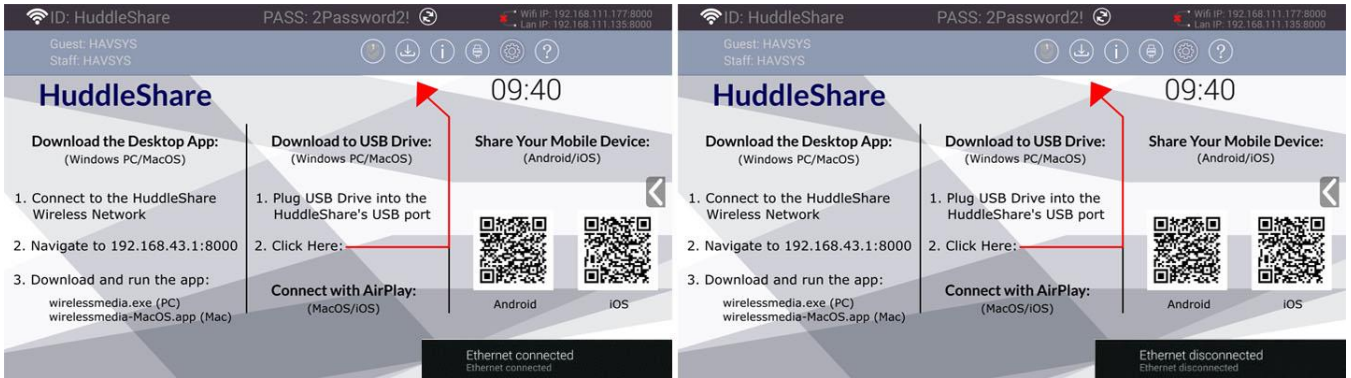 ID: HuddleShare
PASS: 2Password2!
Wifi IP: 192.168.111.177:8000
Lan IP: 192.168.111.135:8000
Guest: HAVSYS
Staff: HAVSYS
HuddleShare
09:40
Download the Desktop App:
(Windows PC/MacOS)
1. Connect to the HuddleShare
Wireless Network
2. Navigate to 192.168.43.1:8000
3. Download and run the app:
wirelessmedia.exe (PC)
wirelessmedia-MacOS.app (Mac)
Download to USB Drive:
(Windows PC/MacOS)
1. Plug USB Drive into the
HuddleShare's USB port
2. Click Here:
Connect with AirPlay:
(MacOS/iOS)
Share Your Mobile Device:
(Android/iOS)
Android
iOS
Ethernet connected
Ethernet connected
ID: HuddleShare
PASS: 2Password2!
Wifi IP: 192.168.111.177:8000
Lan IP: 192.168.111.135:8000
Guest: HAVSYS
Staff: HAVSYS
HuddleShare
09:40
Download the Desktop App:
(Windows PC/MacOS)
1. Connect to the HuddleShare
Wireless Network
2. Navigate to 192.168.43.1:8000
3. Download and run the app:
wirelessmedia.exe (PC)
wirelessmedia-MacOS.app (Mac)
Download to USB Drive:
(Windows PC/MacOS)
1. Plug USB Drive into the
HuddleShare's USB port
2. Click Here:
Connect with AirPlay:
(MacOS/iOS)
Share Your Mobile Device:
(Android/iOS)
Android
iOS
Ethernet disconnected
Ethernet disconnected